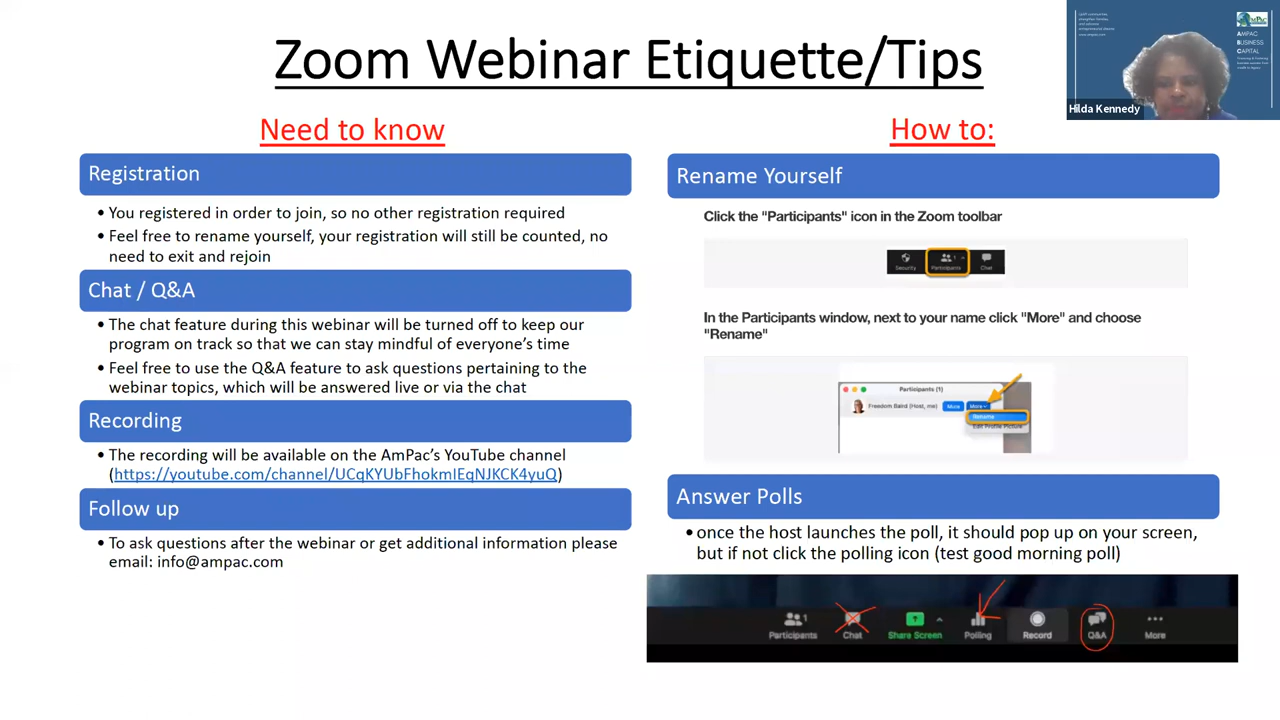 Zoom Webinar Etiquette/Tips
Need to know
Registration
• You registered in order to join, so no other registration required
• Feel free to rename yourself, your registration will still be counted, no
need to exit and rejoin
Chat / Q&A
• The chat feature during this webinar will be turned off to keep our
program on track so that we can stay mindful of everyone's time
• Feel free to use the Q&A feature to ask questions pertaining to the
webinar topics, which will be answered live or via the chat
Recording
• The recording will be available on the AmPac's YouTube channel
(https://youtube.com/channel/UCqKYUbFhokmIEqNJKCK4yuQ)
Follow up
• To ask questions after the webinar or get additional information please
email: info@ampac.com
How to:
Rename Yourself
Click the "Participants" icon in the Zoom toolbar
Security Participants 1 Chat
In the Participants window, next to your name click "More" and choose
"Rename"
Participants (1)
Freedom Baird (Host, me) Mute More
Rename
Edit Profile Picture
Answer Polls
• once the host launches the poll, it should pop up on your screen,
but if not click the polling icon (test good morning poll)
Participants 1 Chat Share Screen Polling Record Q&A More
AMPAC
BUSINESS
CAPITAL
Hilda Kennedy